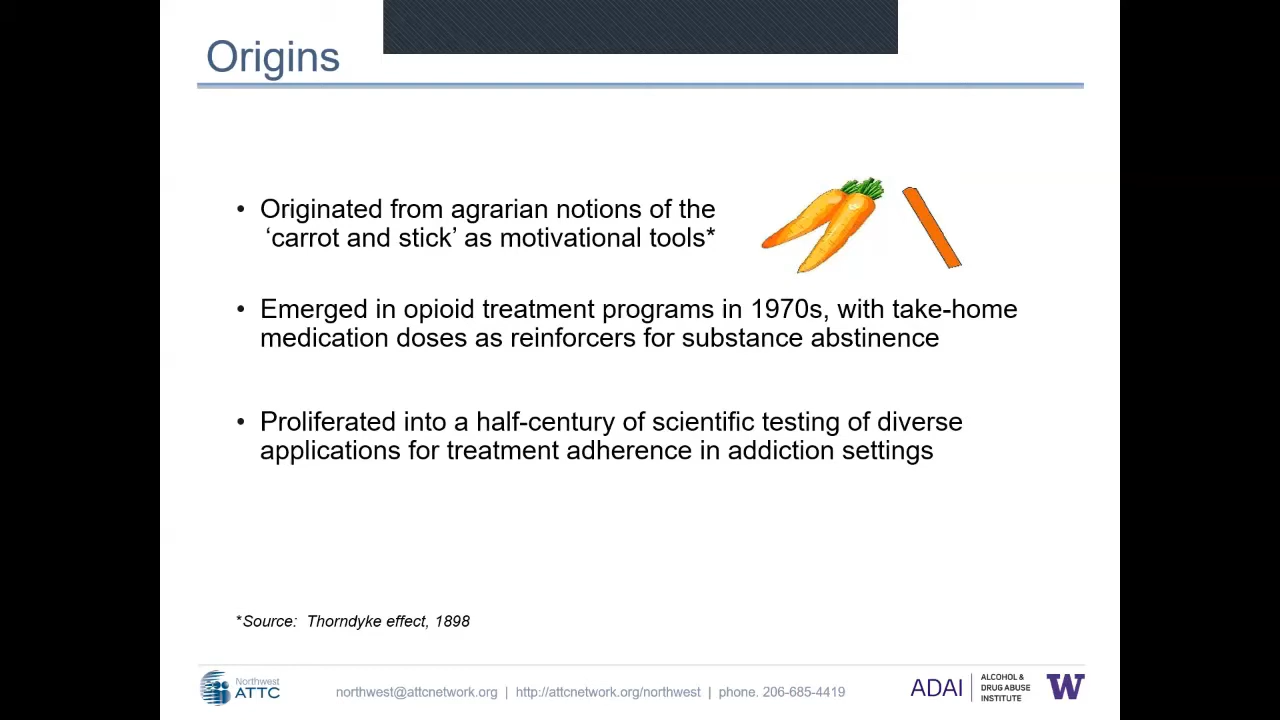 Origins
• Originated from agrarian notions of the
‘carrot and stick’ as motivational tools*
• Emerged in opioid treatment programs in 1970s, with take-home
medication doses as reinforcers for substance abstinence
• Proliferated into a half-century of scientific testing of diverse
applications for treatment adherence in addiction settings
*Source: Thorndyke effect, 1898
Northwest
ATTC
northwest@attcnetwork.org | http://attcnetwork.org/northwest | phone. 206-685-4419
ADAI
ALCOHOL &
DRUG ABUSE
INSTITUTE
W